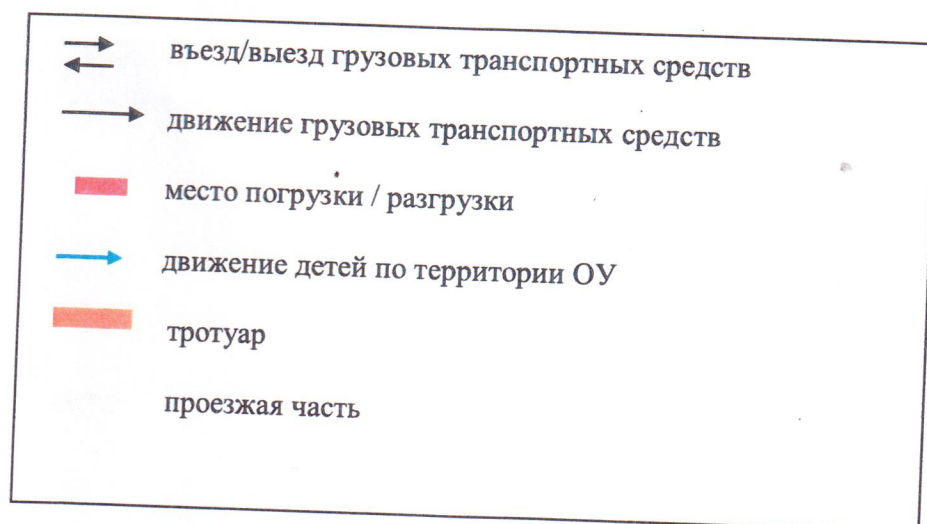 въезд/выезд грузовых транспортных средств
движение грузовых транспортных средств
место погрузки / разгрузки
движение детей по территории ОУ
тротуар
проезжая часть